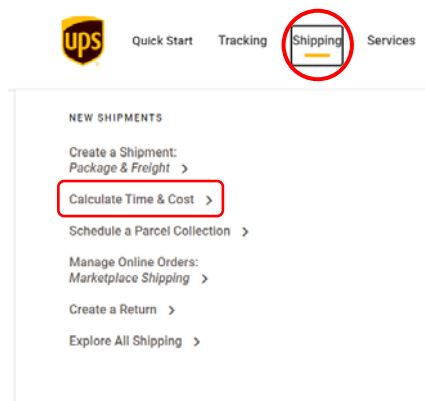 ups
Quick Start Tracking Shipping Services
NEW SHIPMENTS
Create a Shipment:
Package & Freight >
Calculate Time & Cost >
Schedule a Parcel Collection >
Manage Online Orders:
Marketplace Shipping >
Create a Return >
Explore All Shipping >